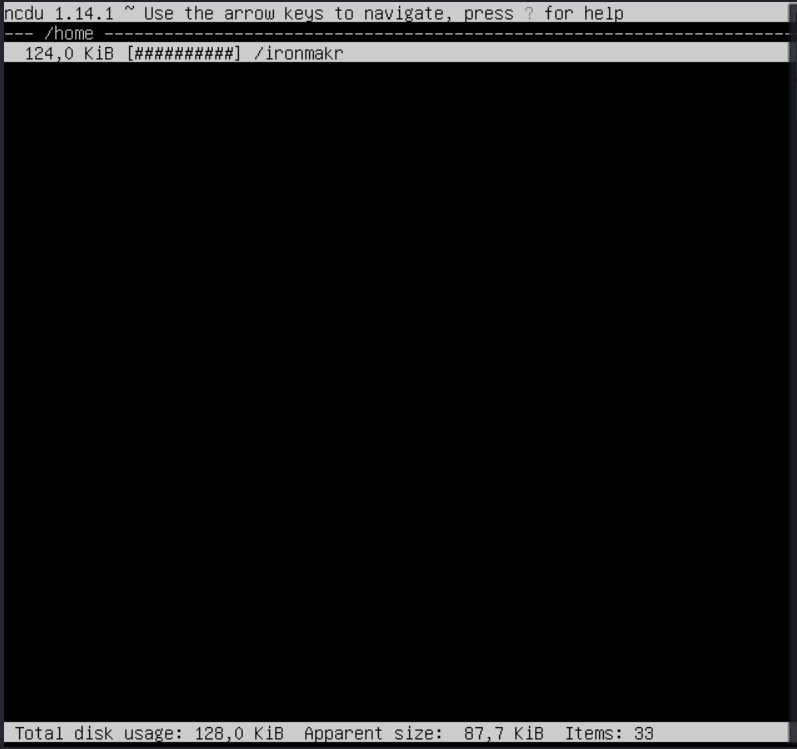 ncdu 1.14.1 ~ Use the arrow keys to navigate, press ? for help
--- /home ----------------------------------------------------------------------
  124,0 KiB [##########] /ironmakr
Total disk usage: 128,0 KiB  Apparent size:  87,7 KiB  Items: 33